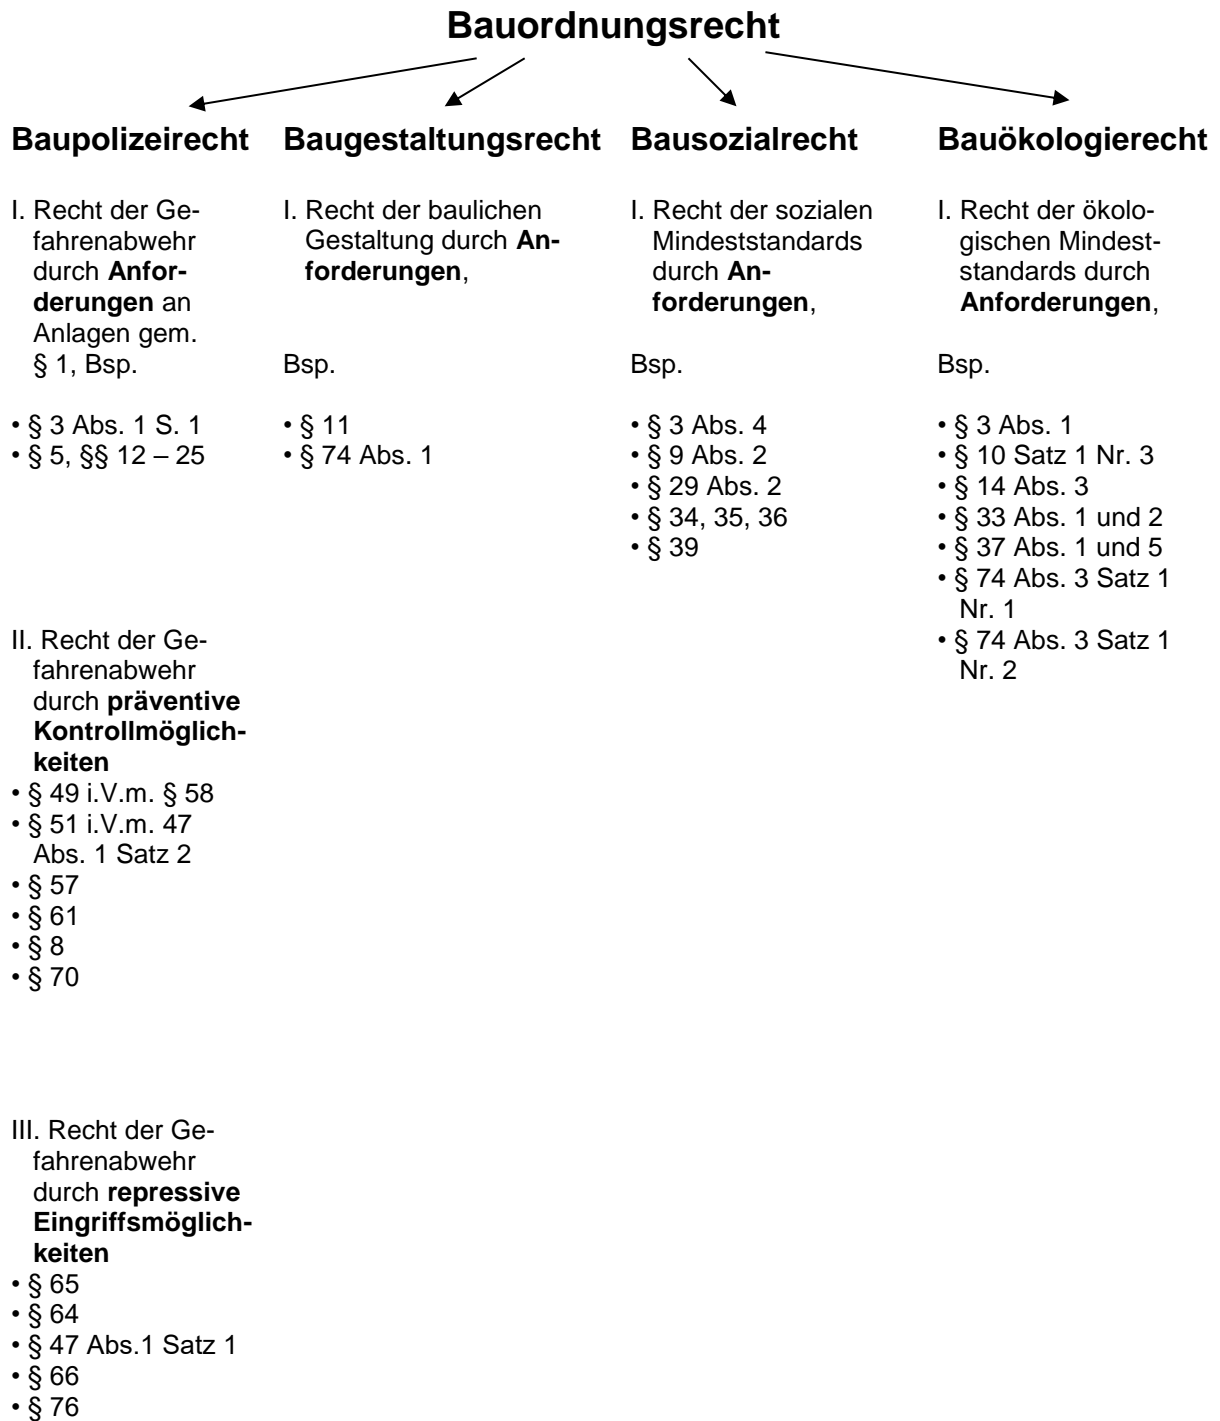 Bauordnungsrecht
Baupolizeirecht
I. Recht der Ge-
fahrenabwehr
durch Anfor-
derungen an
Anlagen gem.
§ 1, Bsp.
• § 3 Abs. 1 S. 1
• § 5, §§ 12 – 25
II. Recht der Ge-
fahrenabwehr
durch präventive
Kontrollmöglich-
keiten
• § 49 i.V.m. § 58
• § 51 i.V.m. 47
Abs. 1 Satz 2
• § 57
• § 61
• § 8
• § 70
III. Recht der Ge-
fahrenabwehr
durch repressive
Eingriffsmöglich-
keiten
• § 65
• § 64
• § 47 Abs.1 Satz 1
• § 66
• § 76
Baugestaltungsrecht
I. Recht der baulichen
Gestaltung durch An-
forderungen,
Bsp.
• § 11
• § 74 Abs. 1
Bausozialrecht
I. Recht der sozialen
Mindeststandards
durch An-
forderungen,
Bsp.
• § 3 Abs. 4
• § 9 Abs. 2
• § 29 Abs. 2
• § 34, 35, 36
• § 39
Bauökologierecht
I. Recht der ökolo-
gischen Mindest-
standards durch
Anforderungen,
Bsp.
• § 3 Abs. 1
• § 10 Satz 1 Nr. 3
• § 14 Abs. 3
• § 33 Abs. 1 und 2
• § 37 Abs. 1 und 5
• § 74 Abs. 3 Satz 1
Nr. 1
• § 74 Abs. 3 Satz 1
Nr. 2